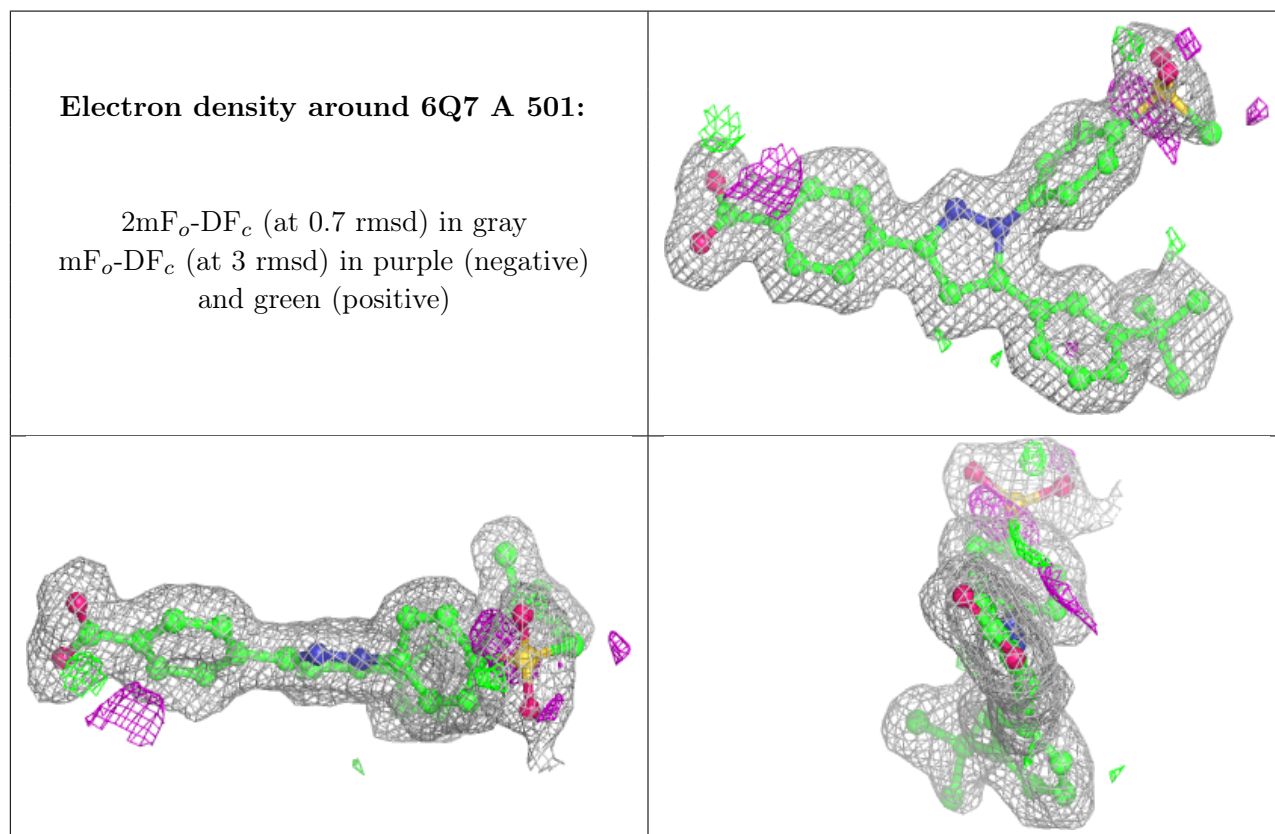 Electron density around 6Q7 A 501:
2mFo-DFc (at 0.7 rmsd) in gray
mFo-DFc (at 3 rmsd) in purple (negative)
and green (positive)